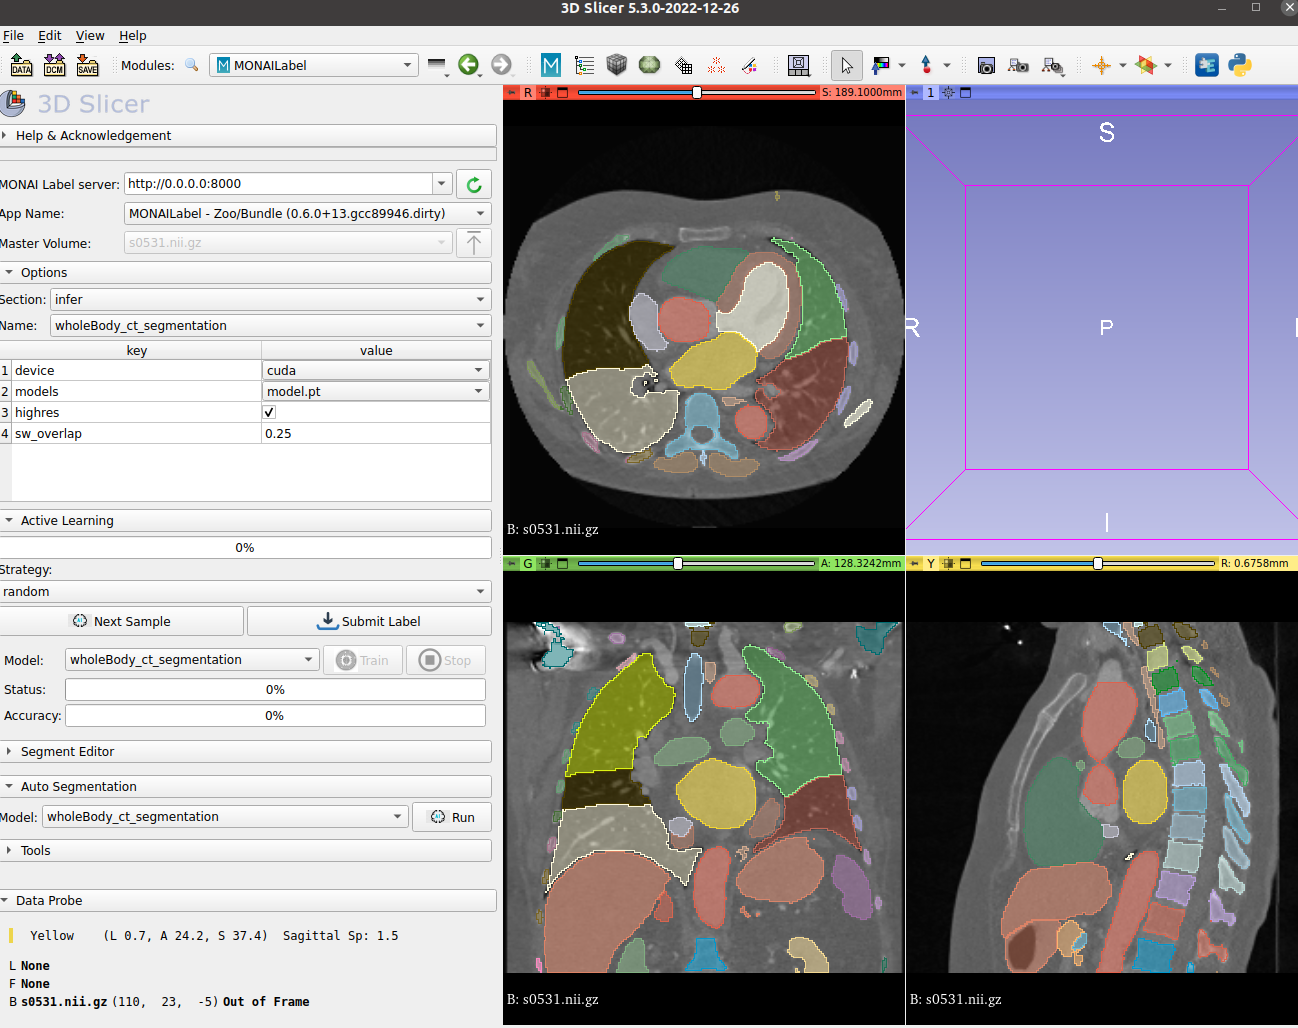 3D Slicer 5.3.0-2022-12-26
File Edit View Help
DATA DCM SAVE Modules: MONAILabel
3D Slicer
Help & Acknowledgement
MONAI Label server: http://0.0.0.0:8000
App Name: MONAILabel - Zoo/Bundle (0.6.0+13.gcc89946.dirty)
Master Volume: s0531.nii.gz
Options
Section: infer
Name: wholeBody_ct_segmentation
key value
1 device cuda
2 models model.pt
3 highres
4 sw_overlap 0.25
Active Learning
0%
Strategy:
random
Next Sample Submit Label
Model: wholeBody_ct_segmentation Train Stop
Status: 0%
Accuracy: 0%
Segment Editor
Auto Segmentation
Model: wholeBody_ct_segmentation Run
Tools
Data Probe
Yellow (L 0.7, A 24.2, S 37.4) Sagittal Sp: 1.5
L None
F None
B s0531.nii.gz (110, 23, -5) Out of Frame
R S: 189.1000mm
B: s0531.nii.gz
1
S
R P
I
G A: 128.3242mm
B: s0531.nii.gz
Y R: 0.6758mm
B: s0531.nii.gz